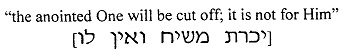 “the anointed One will be cut off; it is not for Him”
[יכרת משיח ואין לו]